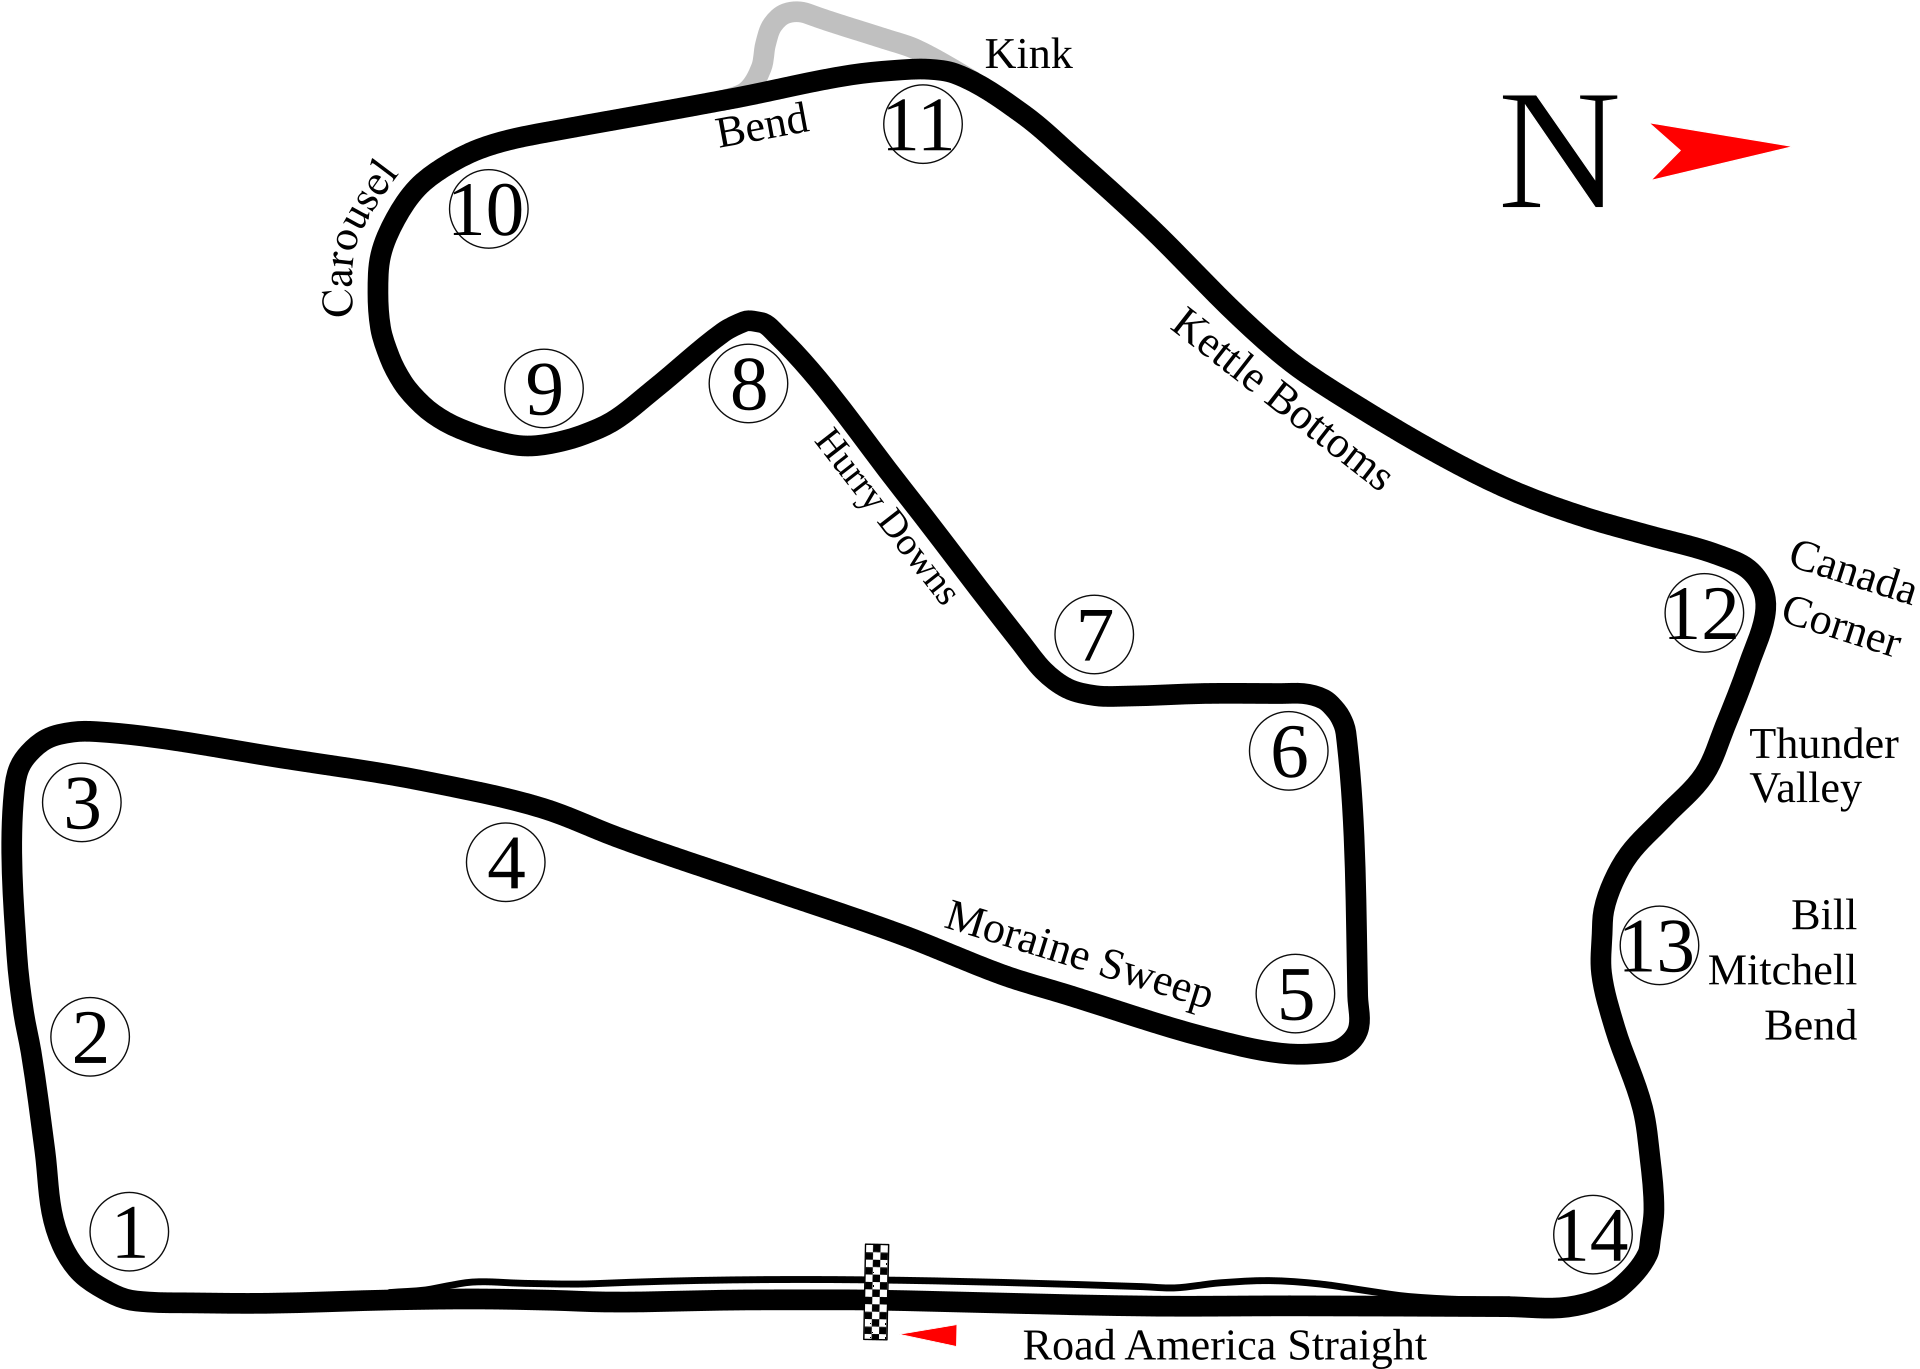 Kink
N
11
Bend
Carousel
10
Kettle Bottoms
9
8
Hurry Downs
Canada
Corner
12
7
6
Thunder
Valley
3
4
Moraine Sweep
5
13
Bill
Mitchell
Bend
2
1
14
Road America Straight